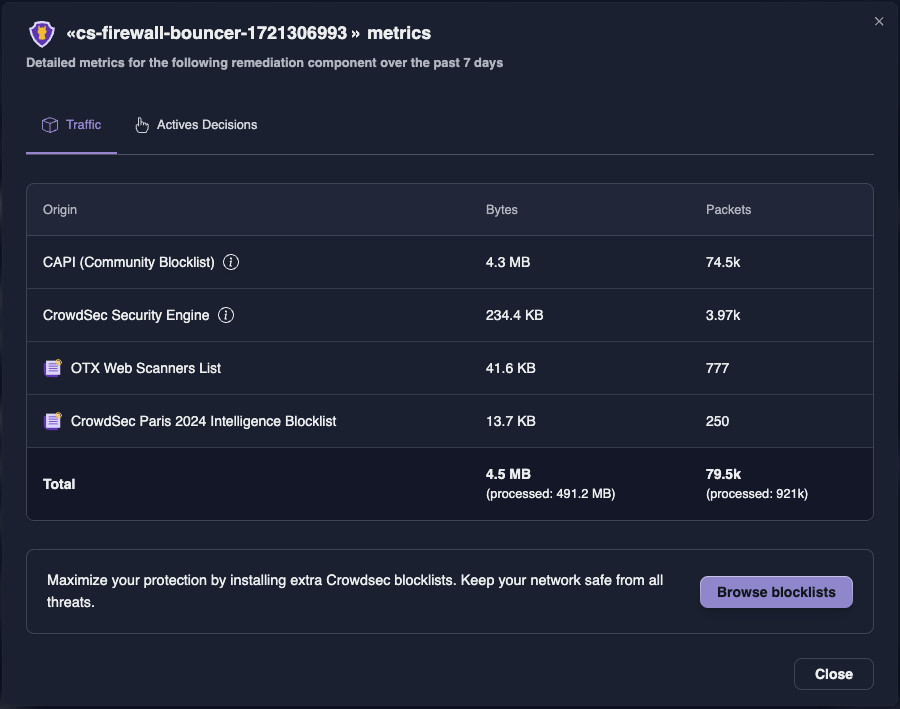 «cs-firewall-bouncer-1721306993 » metrics
Detailed metrics for the following remediation component over the past 7 days
Traffic Actives Decisions
Origin Bytes Packets
CAPI (Community Blocklist) 4.3 MB 74.5k
CrowdSec Security Engine 234.4 KB 3.97k
OTX Web Scanners List 41.6 KB 777
CrowdSec Paris 2024 Intelligence Blocklist 13.7 KB 250
Total 4.5 MB 79.5k
(processed: 491.2 MB) (processed: 921k)
Maximize your protection by installing extra Crowdsec blocklists. Keep your network safe from all
threats.
Browse blocklists
Close